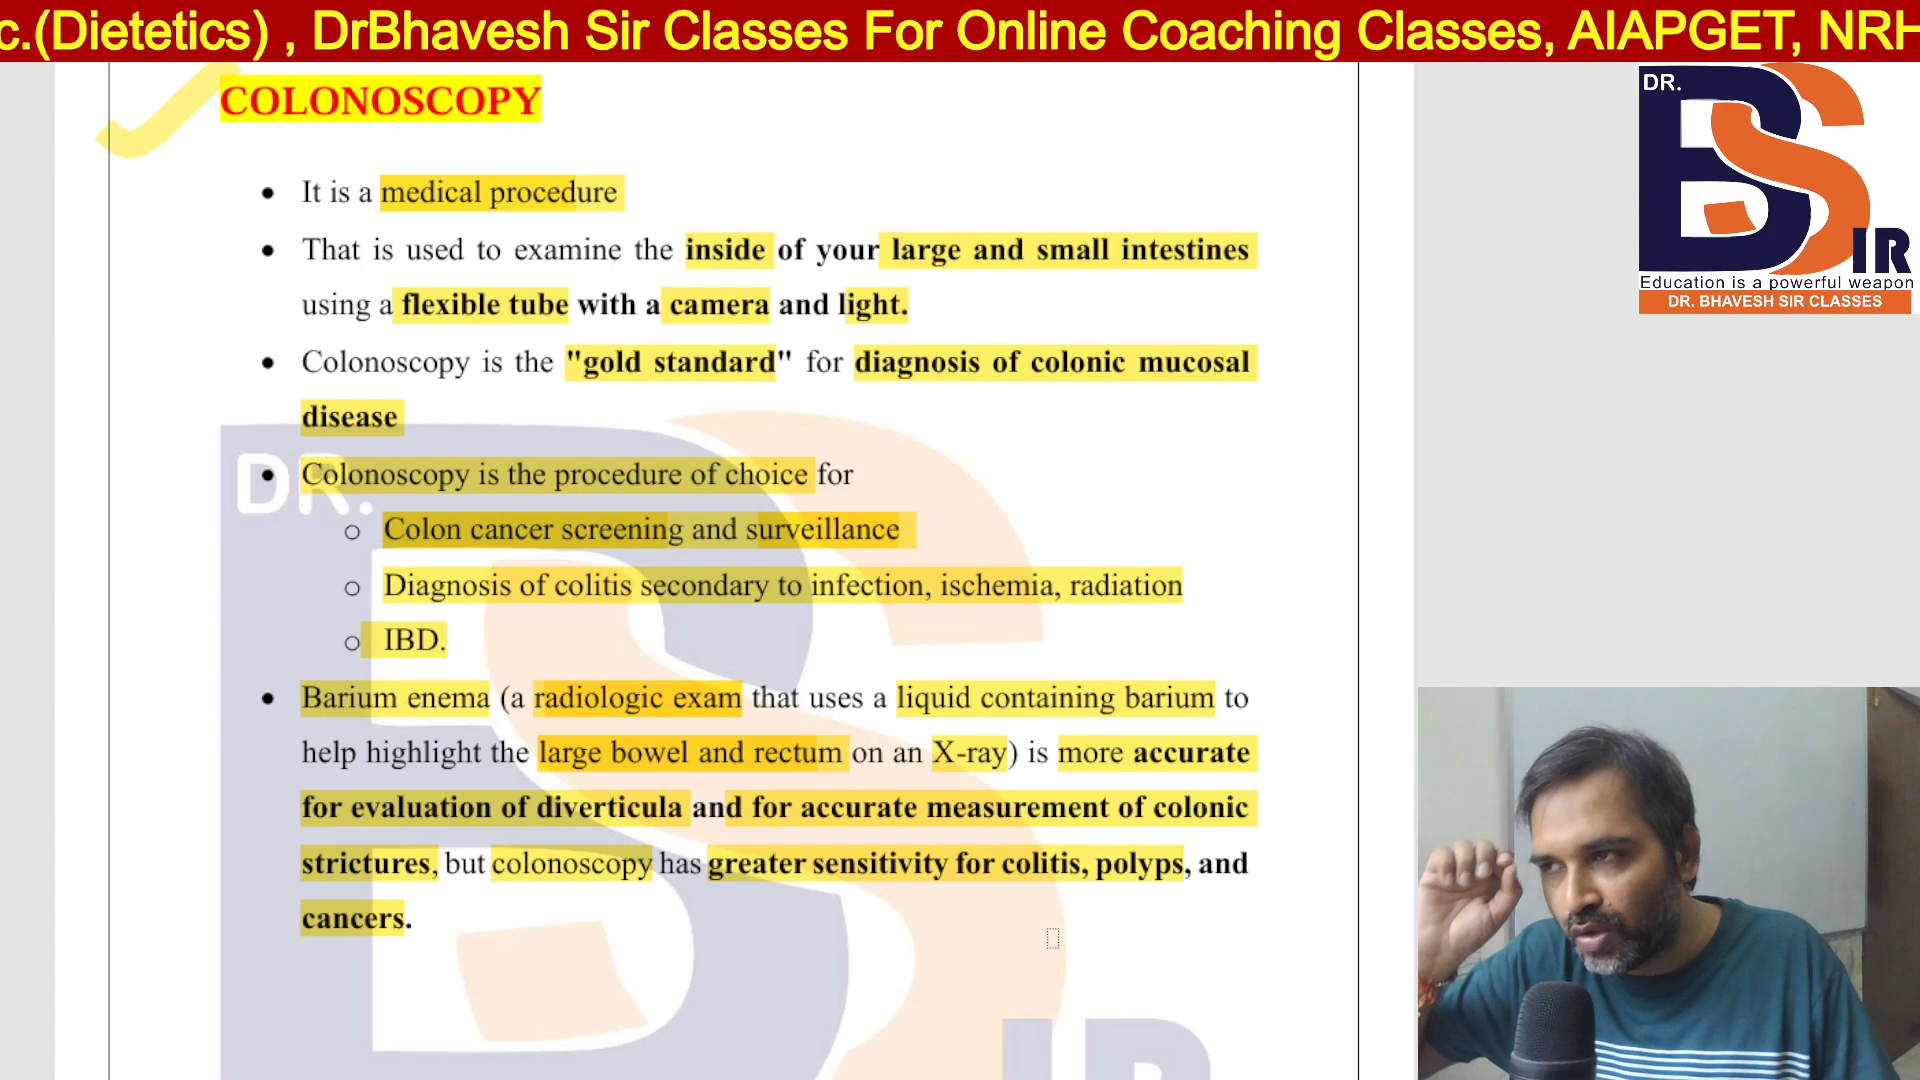 c.(Dietetics) , DrBhavesh Sir Classes For Online Coaching Classes, AIAPGET, NRH
COLONOSCOPY
• It is a medical procedure
• That is used to examine the inside of your large and small intestines
using a flexible tube with a camera and light.
• Colonoscopy is the "gold standard" for diagnosis of colonic mucosal
disease
• Colonoscopy is the procedure of choice for
o Colon cancer screening and surveillance
o Diagnosis of colitis secondary to infection, ischemia, radiation
o IBD.
• Barium enema (a radiologic exam that uses a liquid containing barium to
help highlight the large bowel and rectum on an X-ray) is more accurate
for evaluation of diverticula and for accurate measurement of colonic
strictures, but colonoscopy has greater sensitivity for colitis, polyps, and
cancers.
DR.
BS
IR
DR.
BSIR
Education is a powerful weapon
DR. BHAVESH SIR CLASSES